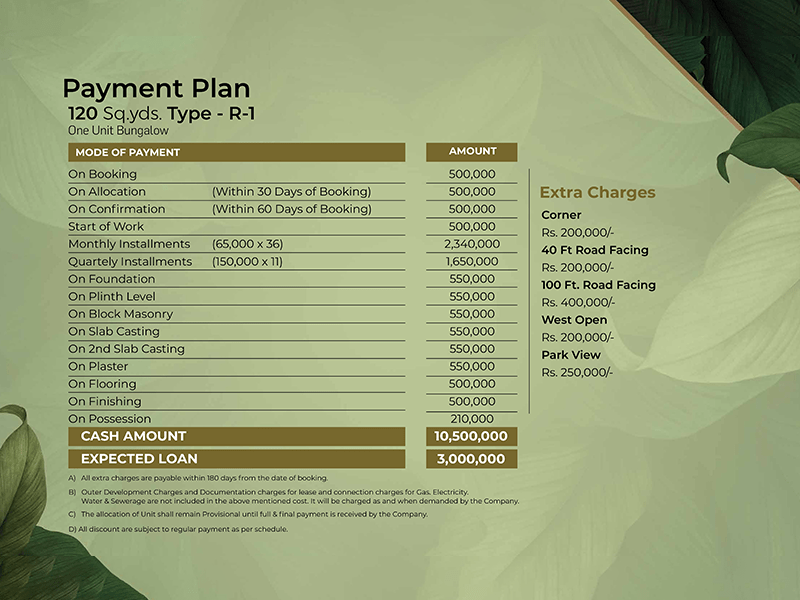 Payment Plan
120 Sq.yds. Type - R-1
One Unit Bungalow
MODE OF PAYMENT AMOUNT
On Booking 500,000
On Allocation (Within 30 Days of Booking) 500,000
On Confirmation (Within 60 Days of Booking) 500,000
Start of Work 500,000
Monthly Installments (65,000 x 36) 2,340,000
Quartely Installments (150,000 x 11) 1,650,000
On Foundation 550,000
On Plinth Level 550,000
On Block Masonry 550,000
On Slab Casting 550,000
On 2nd Slab Casting 550,000
On Plaster 550,000
On Flooring 500,000
On Finishing 500,000
On Possession 210,000
CASH AMOUNT 10,500,000
EXPECTED LOAN 3,000,000
Extra Charges
Corner
Rs. 200,000/-
40 Ft Road Facing
Rs. 200,000/-
100 Ft. Road Facing
Rs. 400,000/-
West Open
Rs. 200,000/-
Park View
Rs. 250,000/-
A) All extra charges are payable within 180 days from the date of booking.
B) Outer Development Charges and Documentation charges for lease and connection charges for Gas. Electricity.
Water & Sewerage are not included in the above mentioned cost. It will be charged as and when demanded by the Company.
C) The allocation of Unit shall remain Provisional until full & final payment is received by the Company.
D) All discount are subject to regular payment as per schedule.